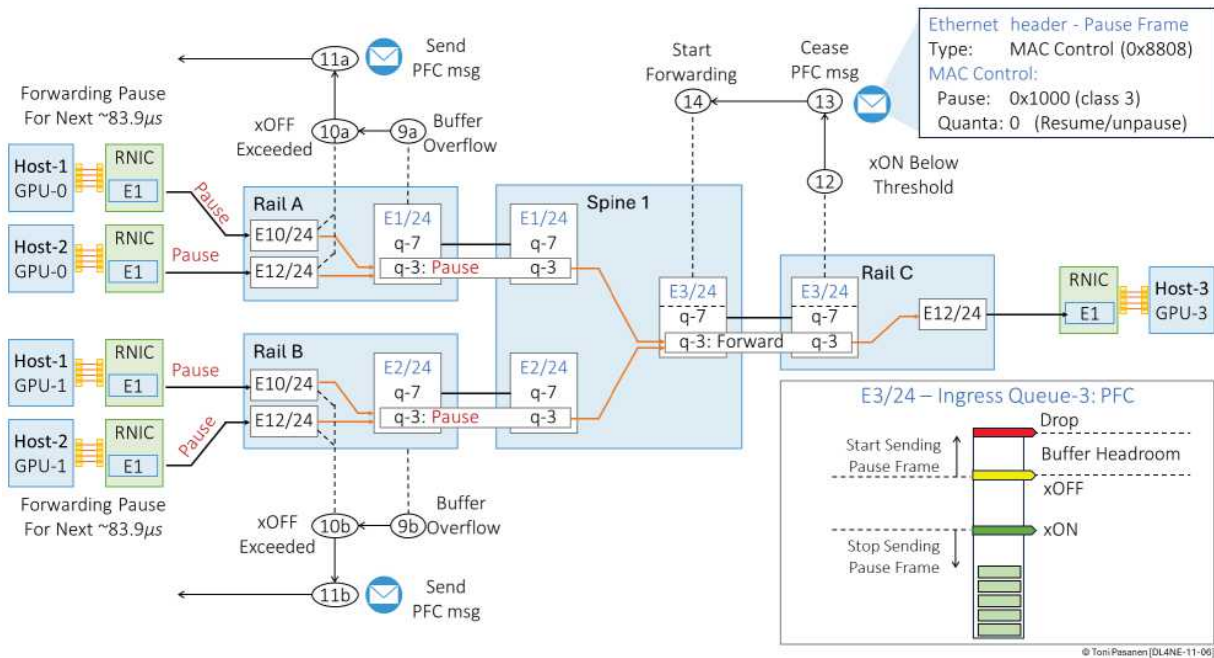 11a
Send
PFC msg
Forwarding Pause
For Next ~83.9µs
xOFF
Exceeded
10a
9a
Buffer
Overflow
Start
Forwarding
14
Cease
PFC msg
13
xON Below
Threshold
12
Ethernet header - Pause Frame
Type: MAC Control (0x8808)
MAC Control:
Pause: 0x1000 (class 3)
Quanta: 0 (Resume/unpause)
Host-1
GPU-0
RNIC
E1
Pause
Host-2
GPU-0
RNIC
E1
Pause
Rail A
E10/24
E12/24
E1/24
q-7
q-3: Pause
Spine 1
E1/24
q-7
q-3
E3/24
q-7
q-3: Forward
Rail C
E3/24
q-7
q-3
E12/24
RNIC
E1
Host-3
GPU-3
Host-1
GPU-1
RNIC
E1
Pause
Host-2
GPU-1
RNIC
E1
Pause
Rail B
E10/24
E12/24
E2/24
q-7
q-3: Pause
E2/24
q-7
q-3
Forwarding Pause
For Next ~83.9µs
xOFF
Exceeded
10b
9b
Buffer
Overflow
11b
Send
PFC msg
E3/24 – Ingress Queue-3: PFC
Start Sending
Pause Frame
Drop
Buffer Headroom
xOFF
xON
Stop Sending
Pause Frame
© Toni Pasanen [DL4NE-11-06]